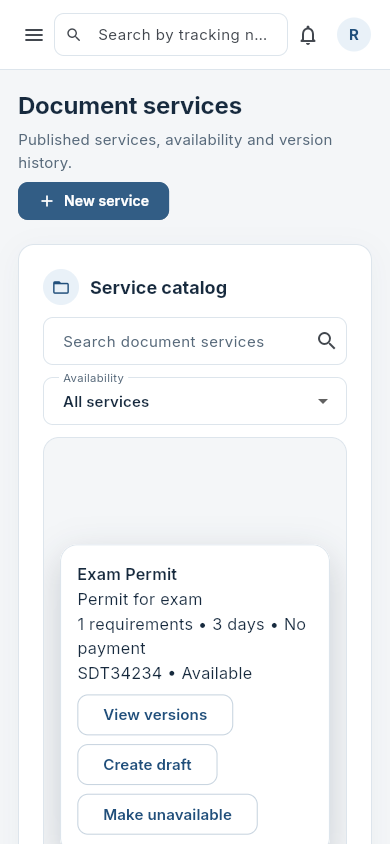 Search by tracking n...
R
Document services
Published services, availability and version
history.
New service
Service catalog
Search document services
Availability
All services
Exam Permit
Permit for exam
1 requirements • 3 days • No
payment
SDT34234 • Available
View versions
Create draft
Make unavailable